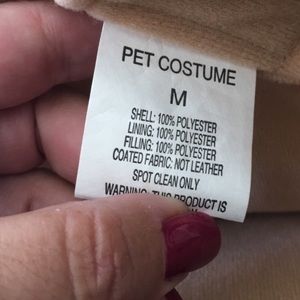 PET COSTUME
M
SHELL: 100% POLYESTER
LINING: 100% POLYESTER
FILLING: 100% POLYESTER
COATED FABRIC: NOT LEATHER
SPOT CLEAN ONLY
WARNING: THIS PRODUCT IS